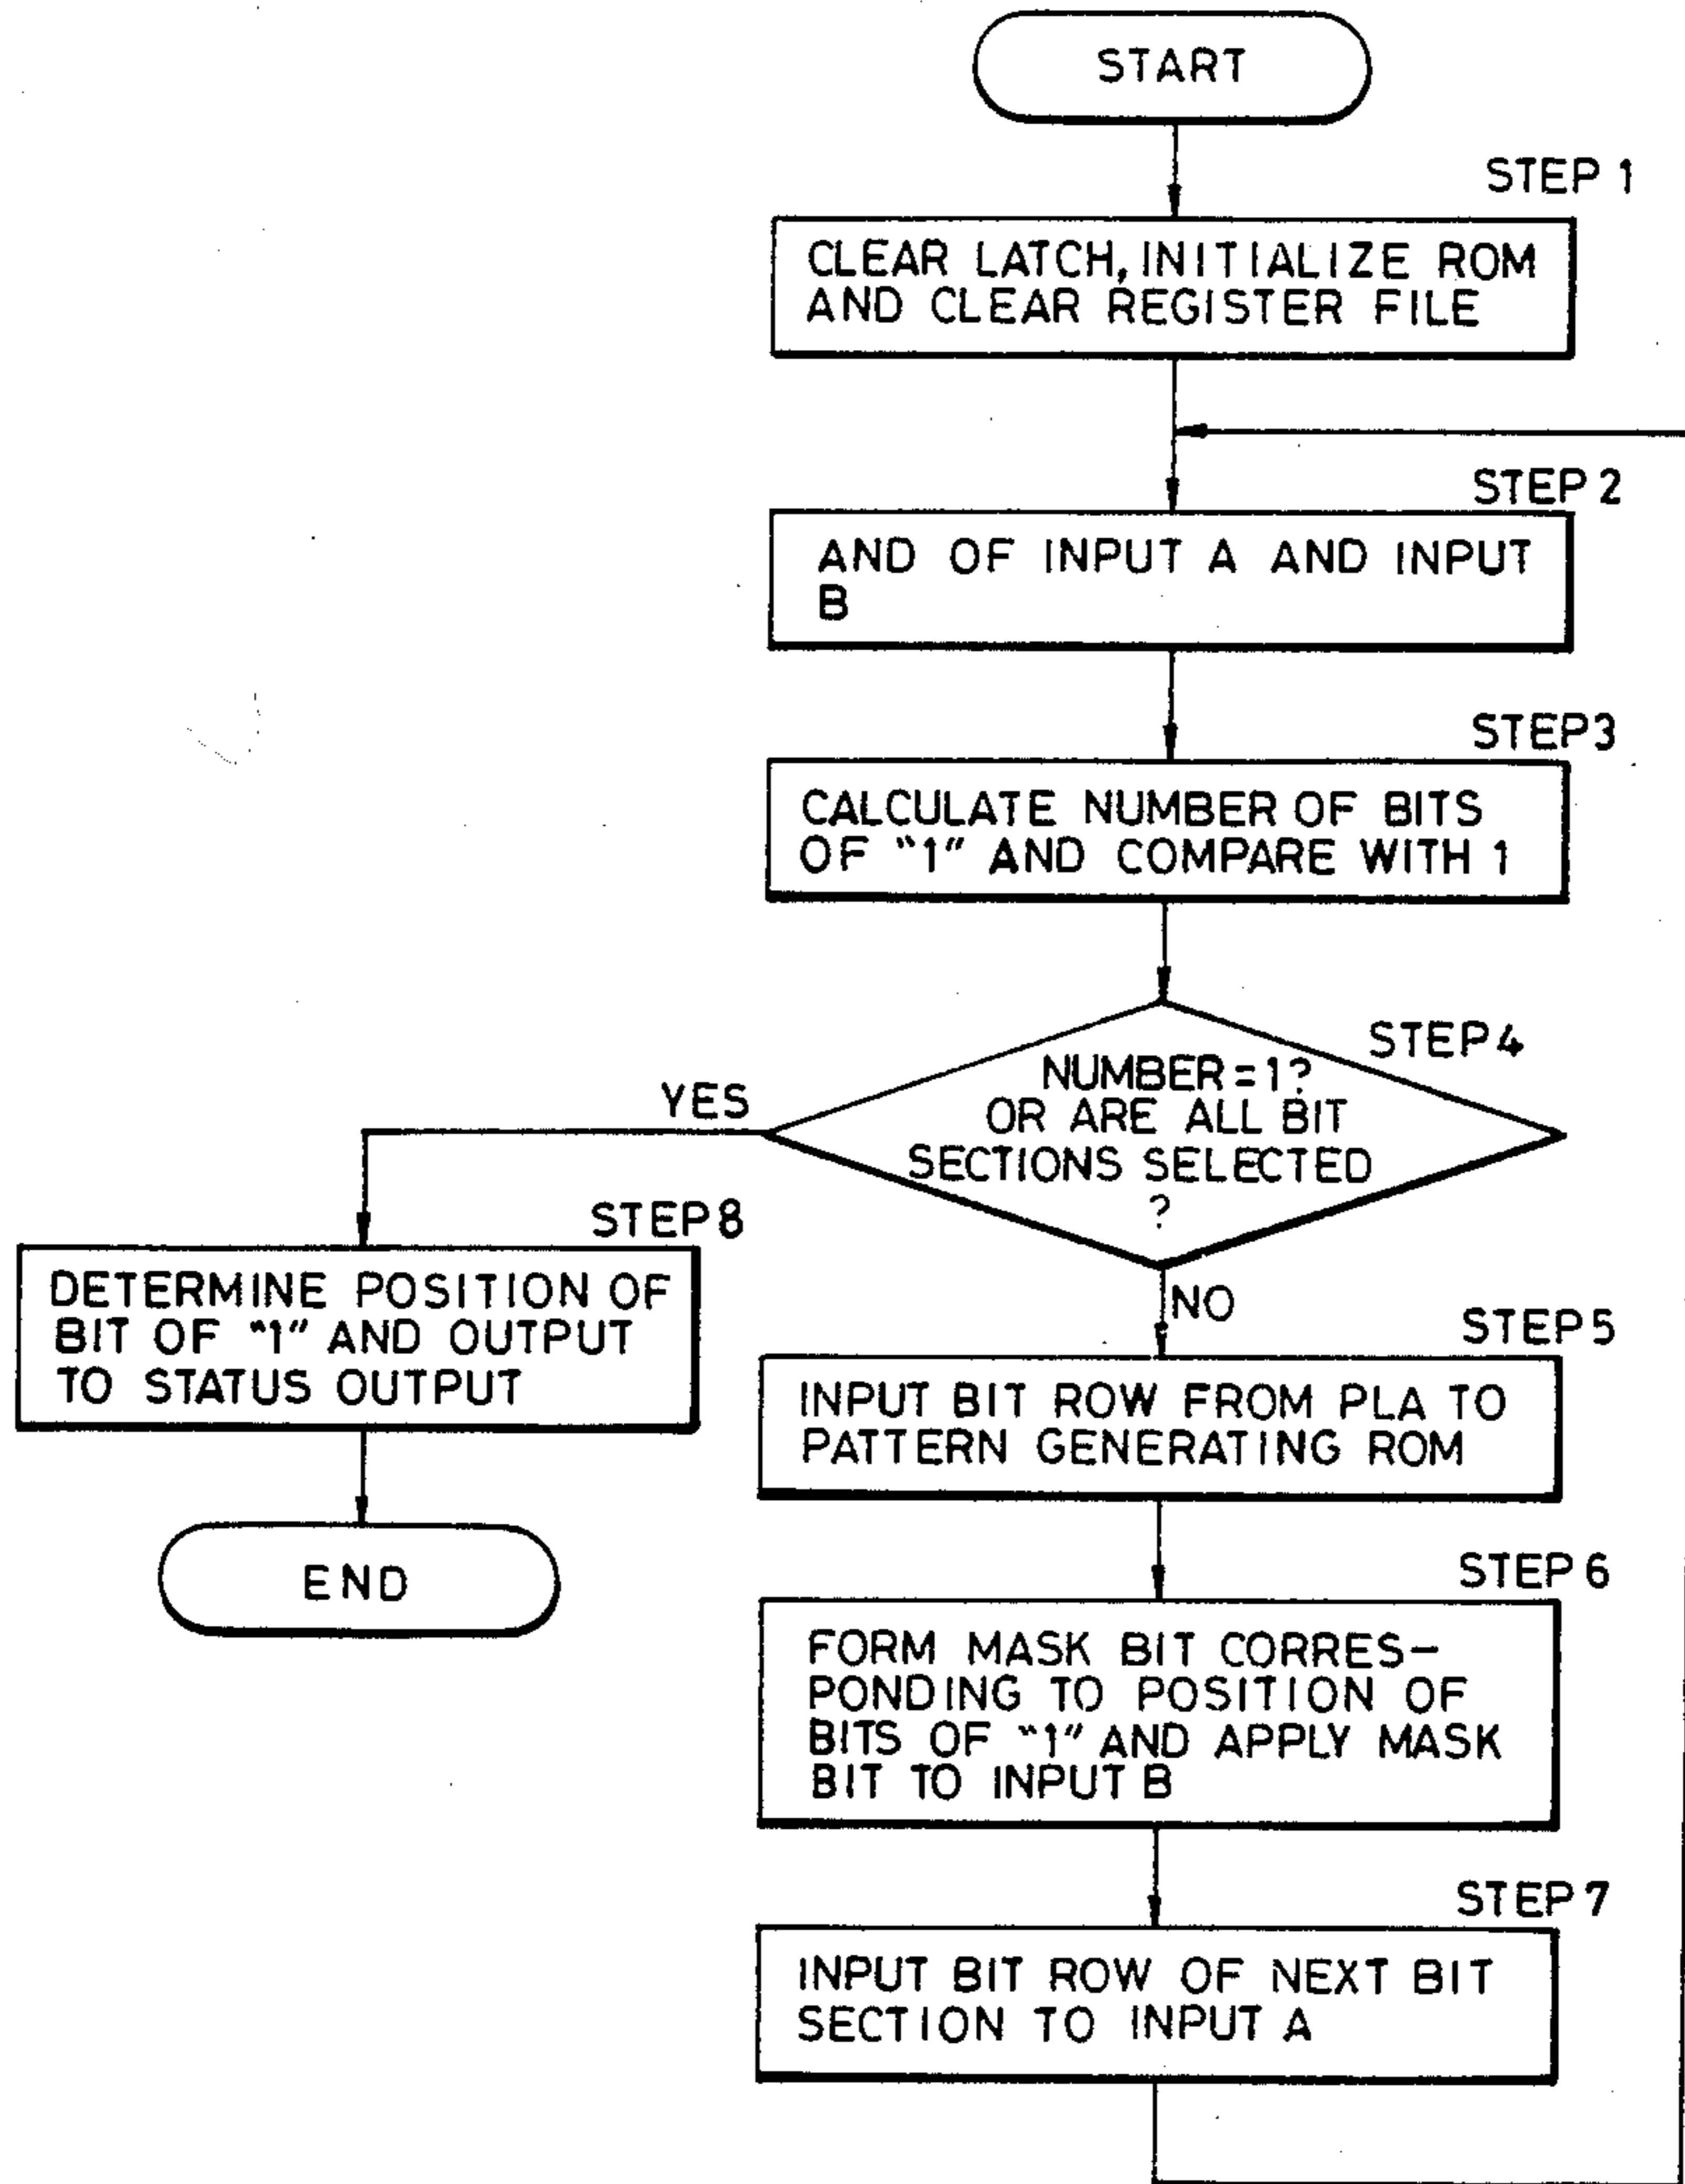 START
STEP 1
CLEAR LATCH, INITIALIZE ROM
AND CLEAR REGISTER FILE
STEP 2
AND OF INPUT A AND INPUT
B
STEP3
CALCULATE NUMBER OF BITS
OF "1" AND COMPARE WITH 1
STEP4
NUMBER=1?
OR ARE ALL BIT
SECTIONS SELECTED
?
YES
NO
STEP8
DETERMINE POSITION OF
BIT OF "1" AND OUTPUT
TO STATUS OUTPUT
END
STEP5
INPUT BIT ROW FROM PLA TO
PATTERN GENERATING ROM
STEP 6
FORM MASK BIT CORRES-
PONDING TO POSITION OF
BITS OF "1" AND APPLY MASK
BIT TO INPUT B
STEP 7
INPUT BIT ROW OF NEXT BIT
SECTION TO INPUT A